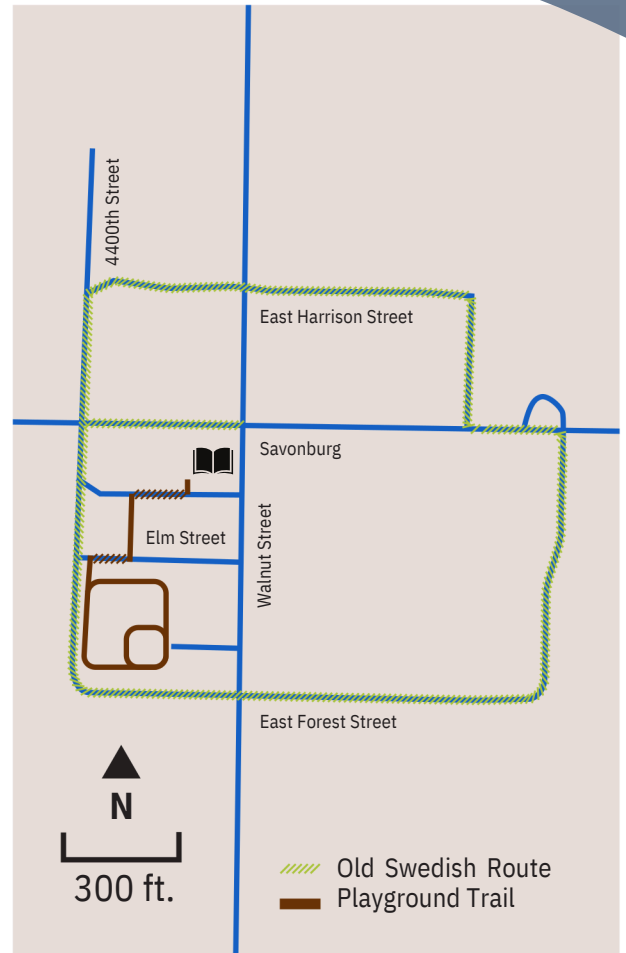 4400th Street
East Harrison Street
Savonburg
Elm Street
Walnut Street
East Forest Street
N
300 ft.
Old Swedish Route
Playground Trail